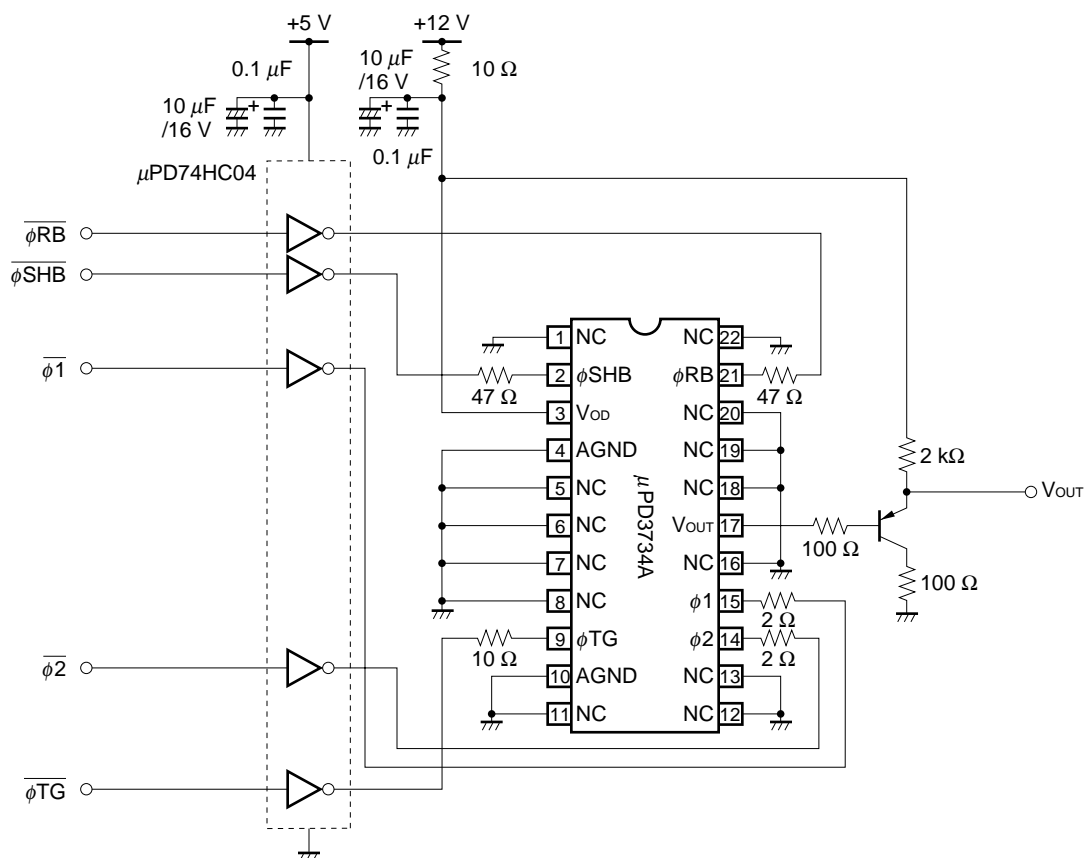 +5 V
+12 V
0.1 μF
10 μF
/16 V
10 Ω
10 μF
/16 V
0.1 μF
μPD74HC04
φRB
φSHB
φ1
φ2
φTG
1 NC
2 φSHB
3 VOD
4 AGND
5 NC
6 NC
7 NC
8 NC
9 φTG
10 AGND
11 NC
μPD3734A
NC 22
φRB 21
NC 20
NC 19
NC 18
VOUT 17
NC 16
φ1 15
φ2 14
NC 13
NC 12
47 Ω
47 Ω
10 Ω
2 Ω
2 Ω
100 Ω
2 kΩ
VOUT
100 Ω